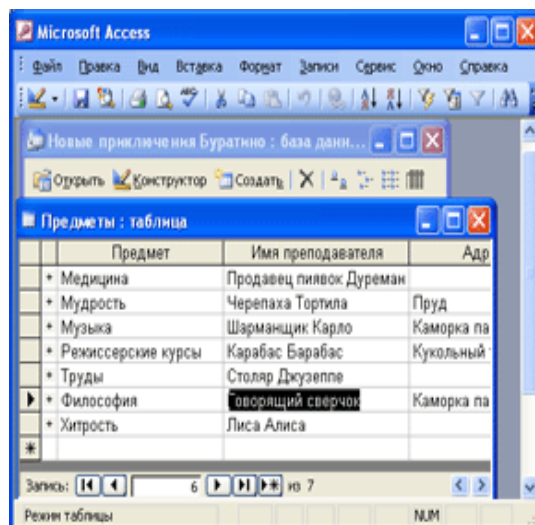 Microsoft Access
Файл Правка Вид Вставка Формат Записи Сервис Окно Справка
Новые приключения Буратино : база данн...
Открыть Конструктор Создать
Предметы : таблица
Предмет Имя преподавателя Адр
+ Медицина Продавец пиявок Дуреман
+ Мудрость Черепаха Тортила Пруд
+ Музыка Шарманщик Карло Каморка па
+ Режиссерские курсы Карабас Барабас Кукольный
+ Труды Столяр Джузеппе
+ Философия Говорящий сверчок Каморка па
+ Хитрость Лиса Алиса
Запись: 6 из 7
Режим таблицы NUM